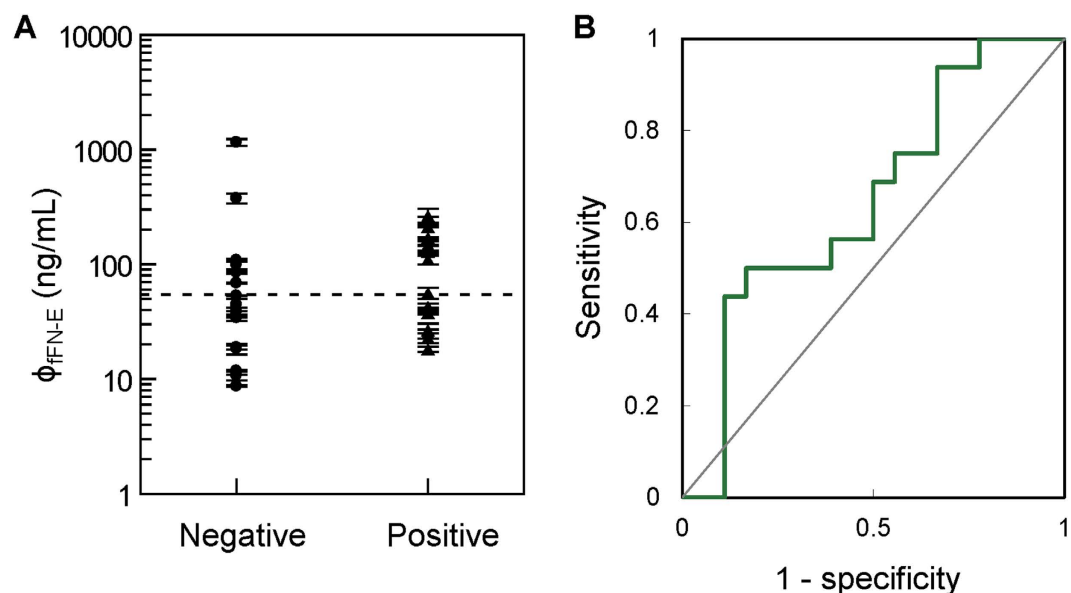 A
10000
1000
100
10
1
ϕfFN-E (ng/mL)
Negative Positive
B
1
0.8
0.6
0.4
0.2
0
Sensitivity
0 0.5 1
1 - specificity